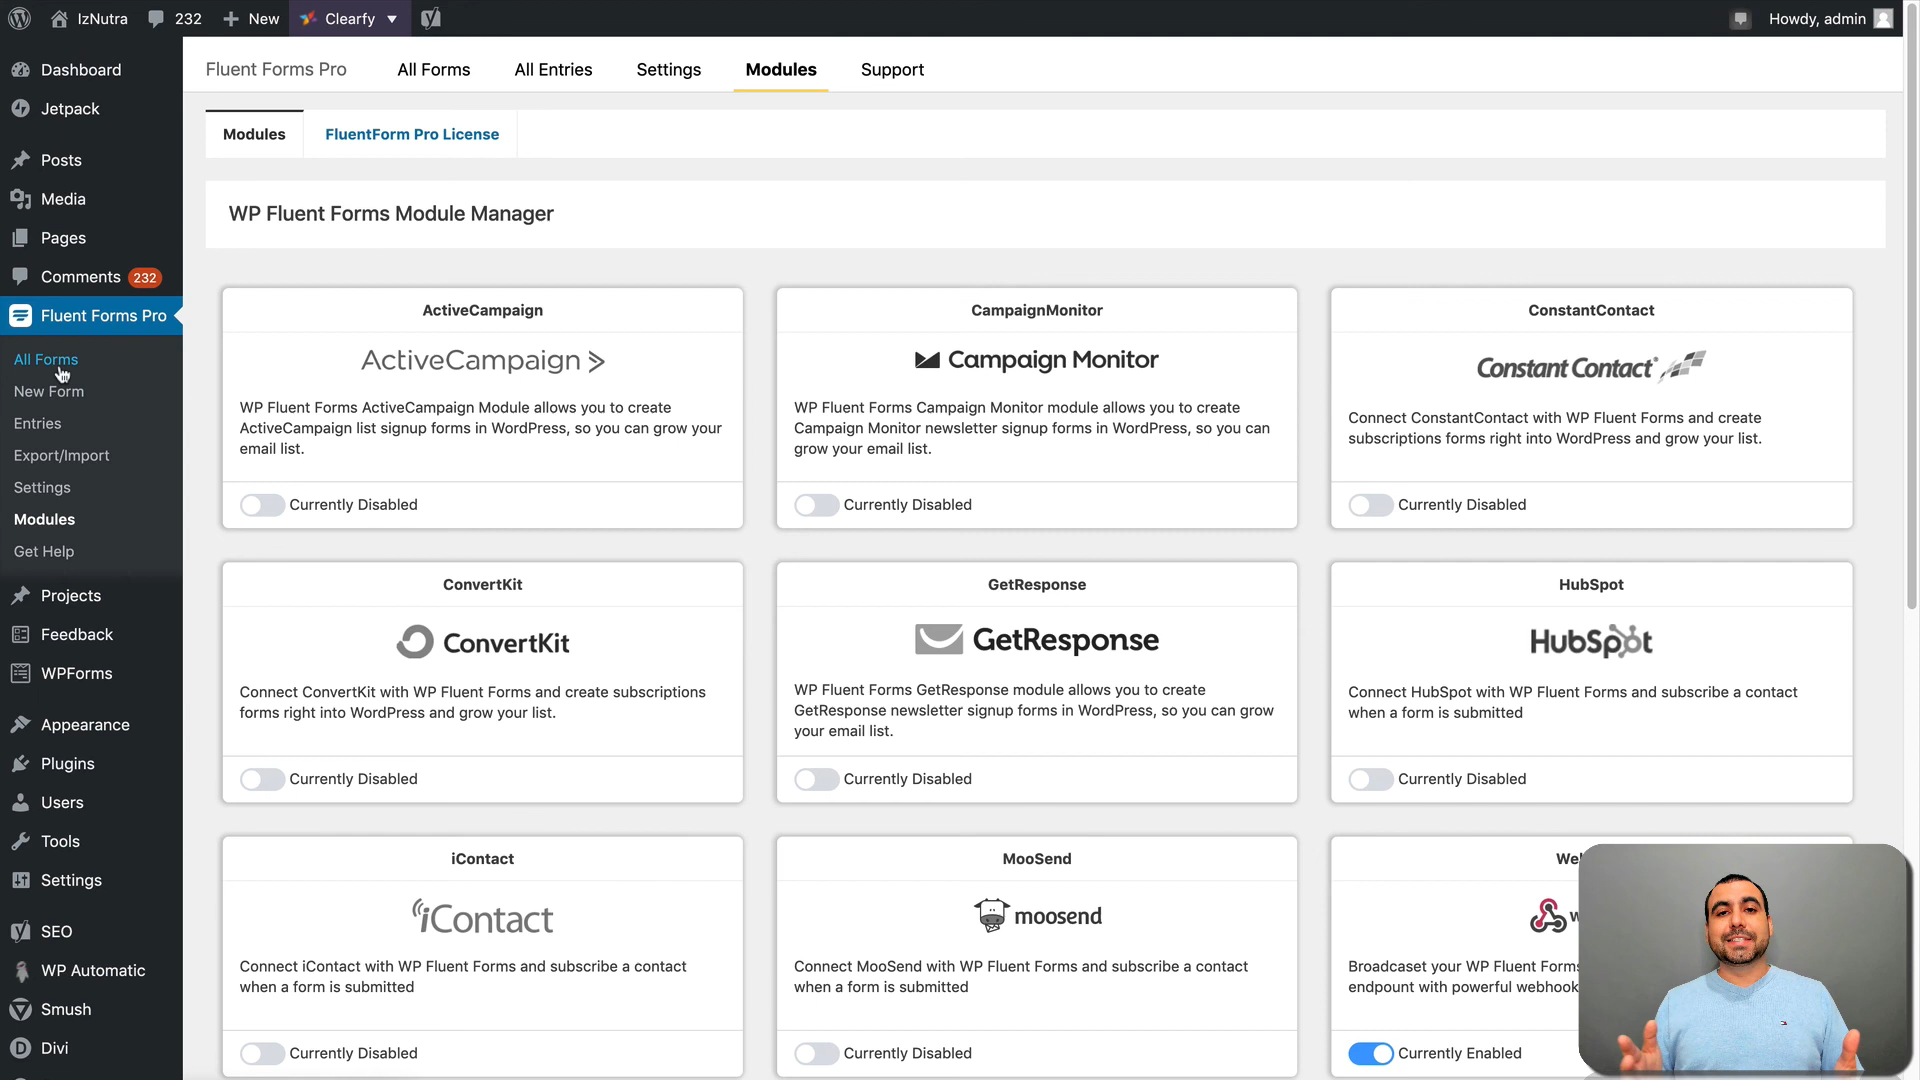 IzNutra
232
New
Clearfy
Howdy, admin
Dashboard
Jetpack
Posts
Media
Pages
Comments 232
Fluent Forms Pro
All Forms
New Form
Entries
Export/Import
Settings
Modules
Get Help
Projects
Feedback
WPForms
Appearance
Plugins
Users
Tools
Settings
SEO
WP Automatic
Smush
Divi
Fluent Forms Pro
All Forms
All Entries
Settings
Modules
Support
Modules
FluentForm Pro License
WP Fluent Forms Module Manager
ActiveCampaign
ActiveCampaign >
WP Fluent Forms ActiveCampaign Module allows you to create
ActiveCampaign list signup forms in WordPress, so you can grow your
email list.
Currently Disabled
CampaignMonitor
Campaign Monitor
WP Fluent Forms Campaign Monitor module allows you to create
Campaign Monitor newsletter signup forms in WordPress, so you can
grow your email list.
Currently Disabled
ConstantContact
Constant Contact
Connect ConstantContact with WP Fluent Forms and create
subscriptions forms right into WordPress and grow your list.
Currently Disabled
ConvertKit
ConvertKit
Connect ConvertKit with WP Fluent Forms and create subscriptions
forms right into WordPress and grow your list.
Currently Disabled
GetResponse
GetResponse
WP Fluent Forms GetResponse module allows you to create
GetResponse newsletter signup forms in WordPress, so you can grow
your email list.
Currently Disabled
HubSpot
HubSpot
Connect HubSpot with WP Fluent Forms and subscribe a contact
when a form is submitted
Currently Disabled
iContact
iContact
Connect iContact with WP Fluent Forms and subscribe a contact
when a form is submitted
Currently Disabled
MooSend
moosend
Connect MooSend with WP Fluent Forms and subscribe a contact
when a form is submitted
Currently Disabled
Broadcaset your WP Fluent Forms
endpount with powerful webhook
Currently Enabled